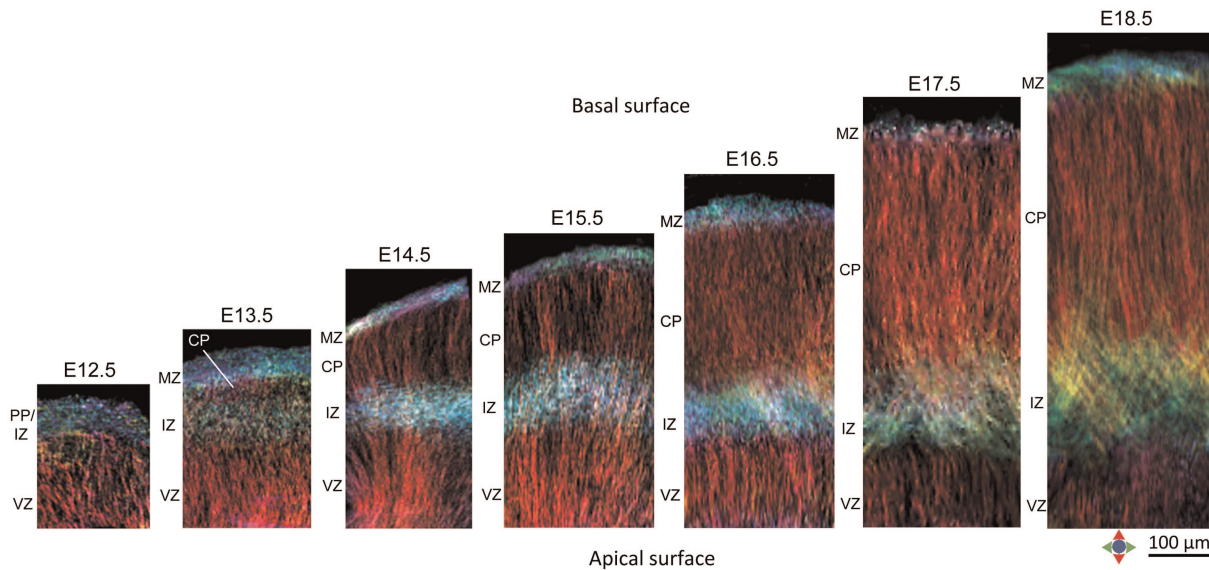 E18.5
MZ
CP
IZ
VZ
E17.5
MZ
CP
IZ
VZ
Basal surface
E16.5
MZ
CP
IZ
VZ
E15.5
MZ
CP
IZ
VZ
E14.5
MZ
CP
IZ
VZ
E13.5
CP
MZ
IZ
VZ
E12.5
PP/
IZ
VZ
Apical surface
100 µm